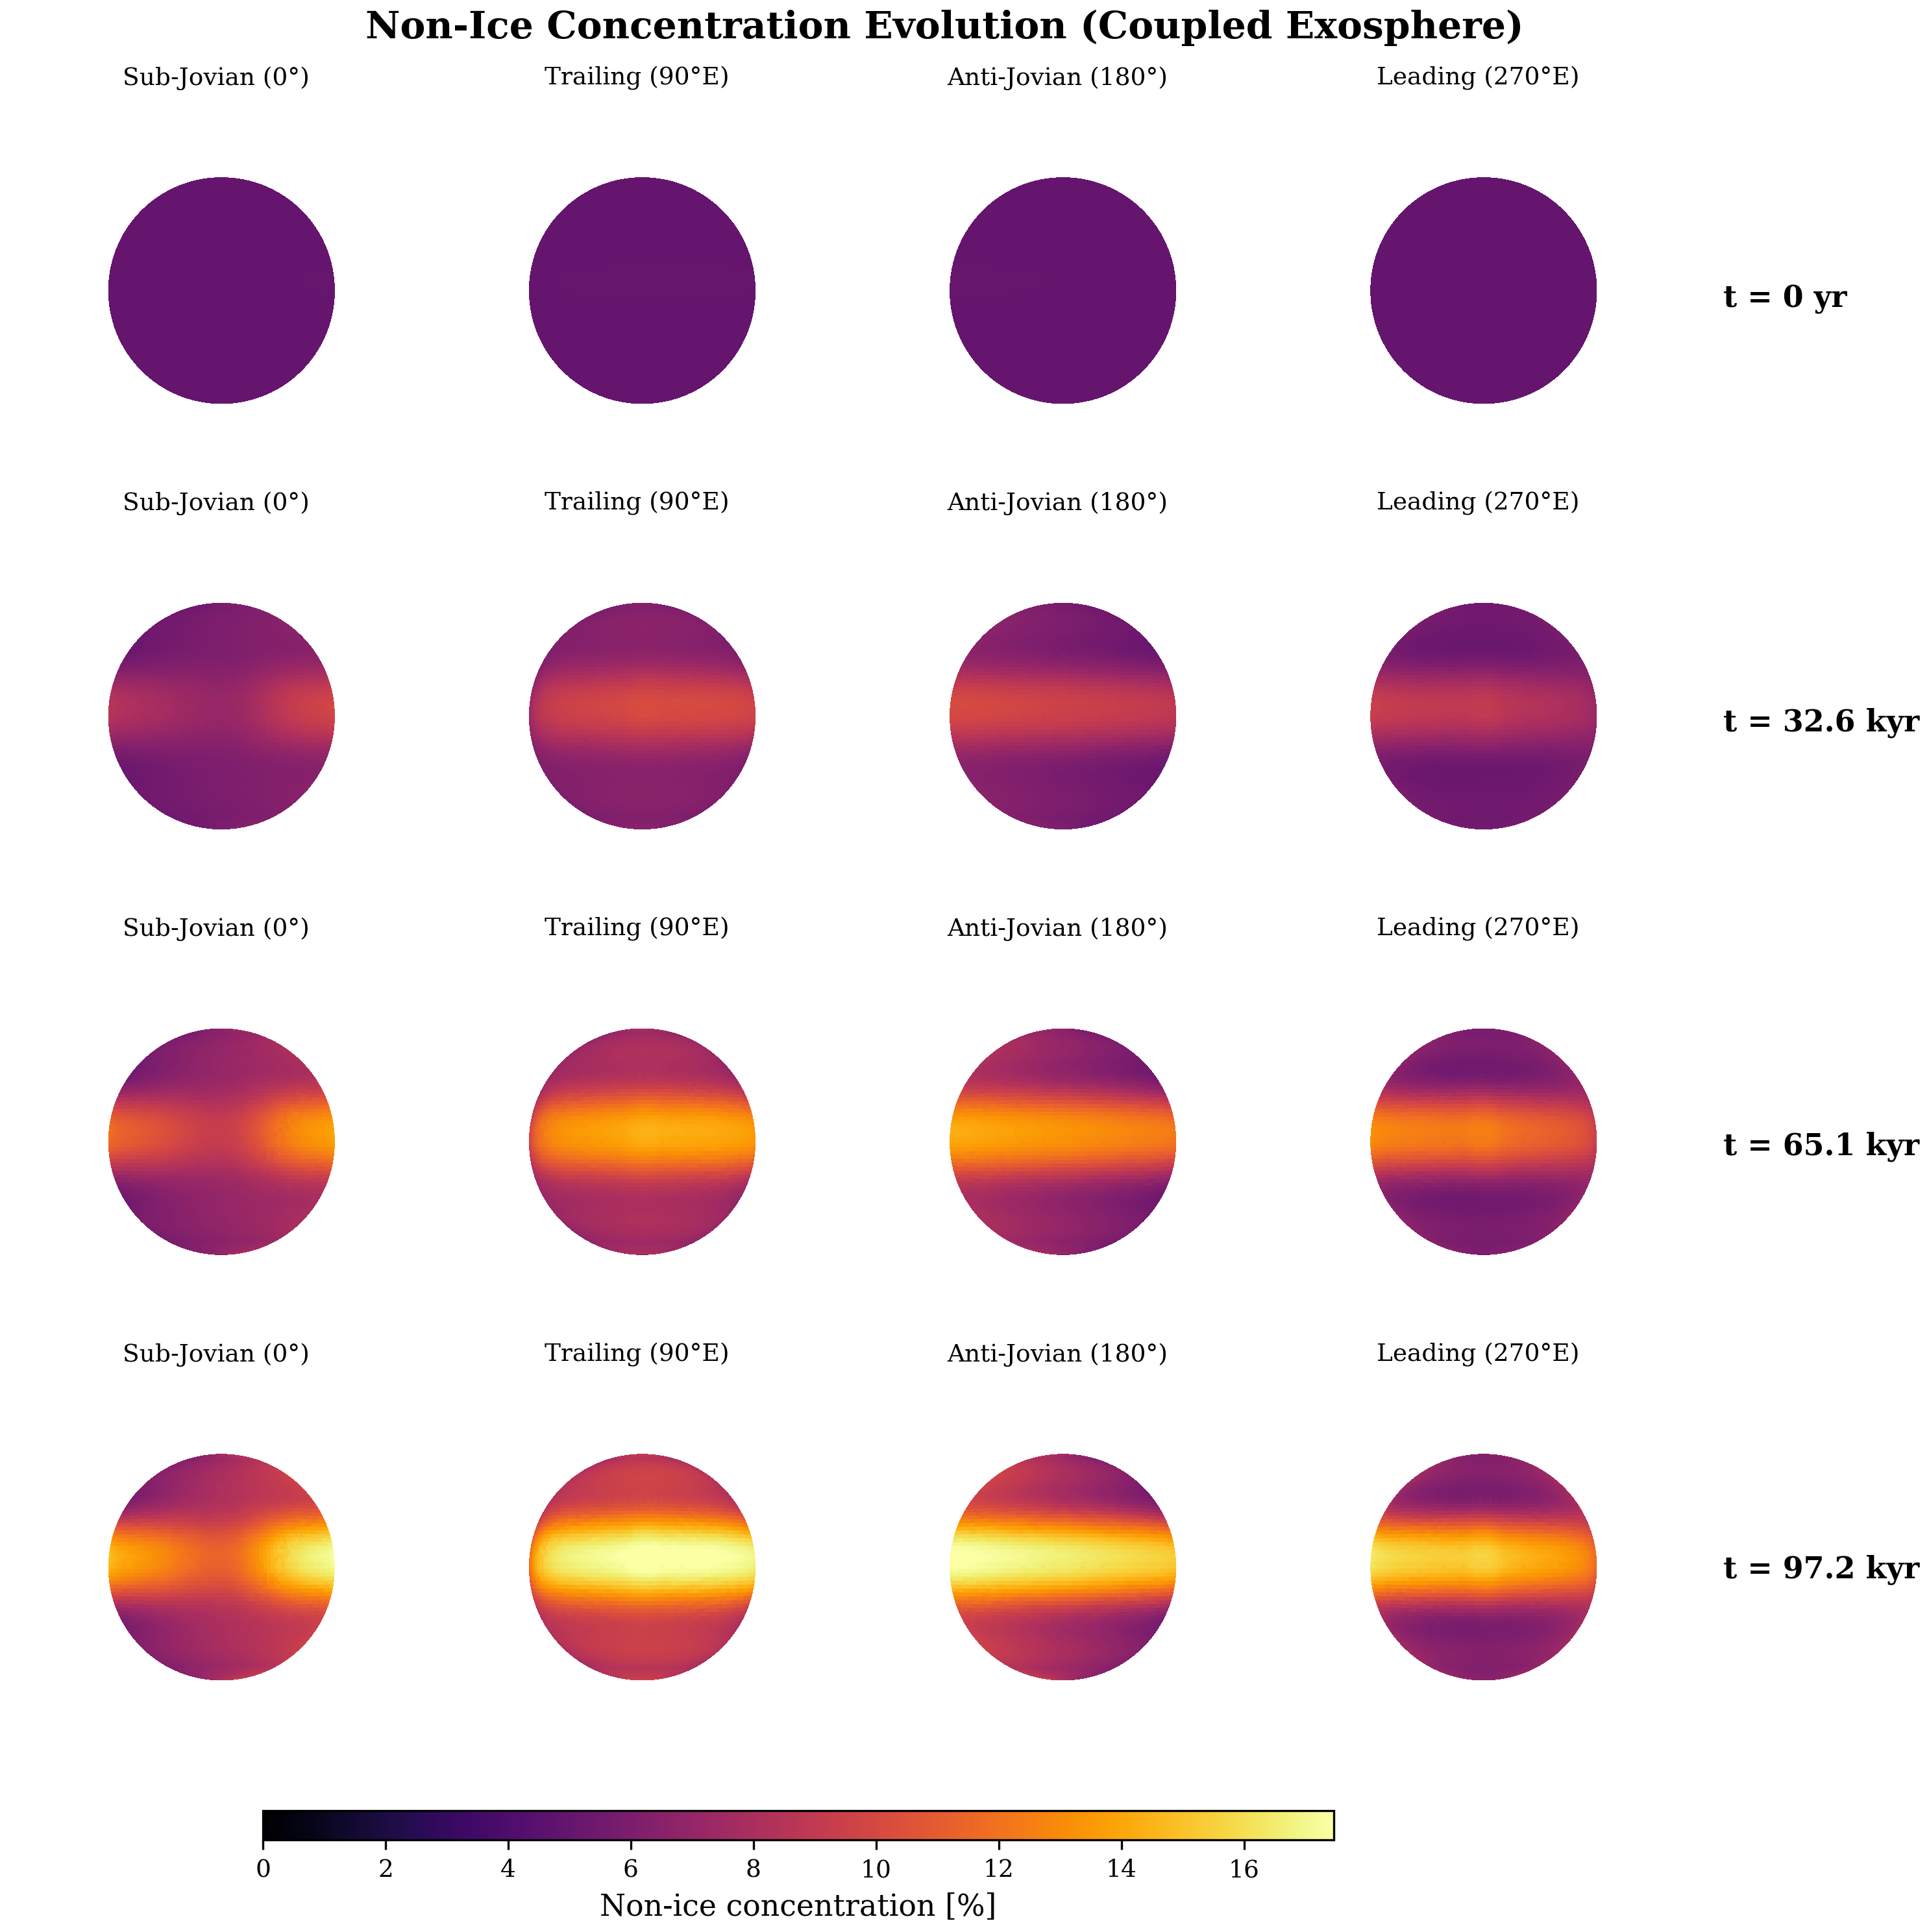 Non-Ice Concentration Evolution (Coupled Exosphere)
Sub-Jovian (0°) Trailing (90°E) Anti-Jovian (180°) Leading (270°E)
t = 0 yr
Sub-Jovian (0°) Trailing (90°E) Anti-Jovian (180°) Leading (270°E)
t = 32.6 kyr
Sub-Jovian (0°) Trailing (90°E) Anti-Jovian (180°) Leading (270°E)
t = 65.1 kyr
Sub-Jovian (0°) Trailing (90°E) Anti-Jovian (180°) Leading (270°E)
t = 97.2 kyr
0 2 4 6 8 10 12 14 16
Non-ice concentration [%]